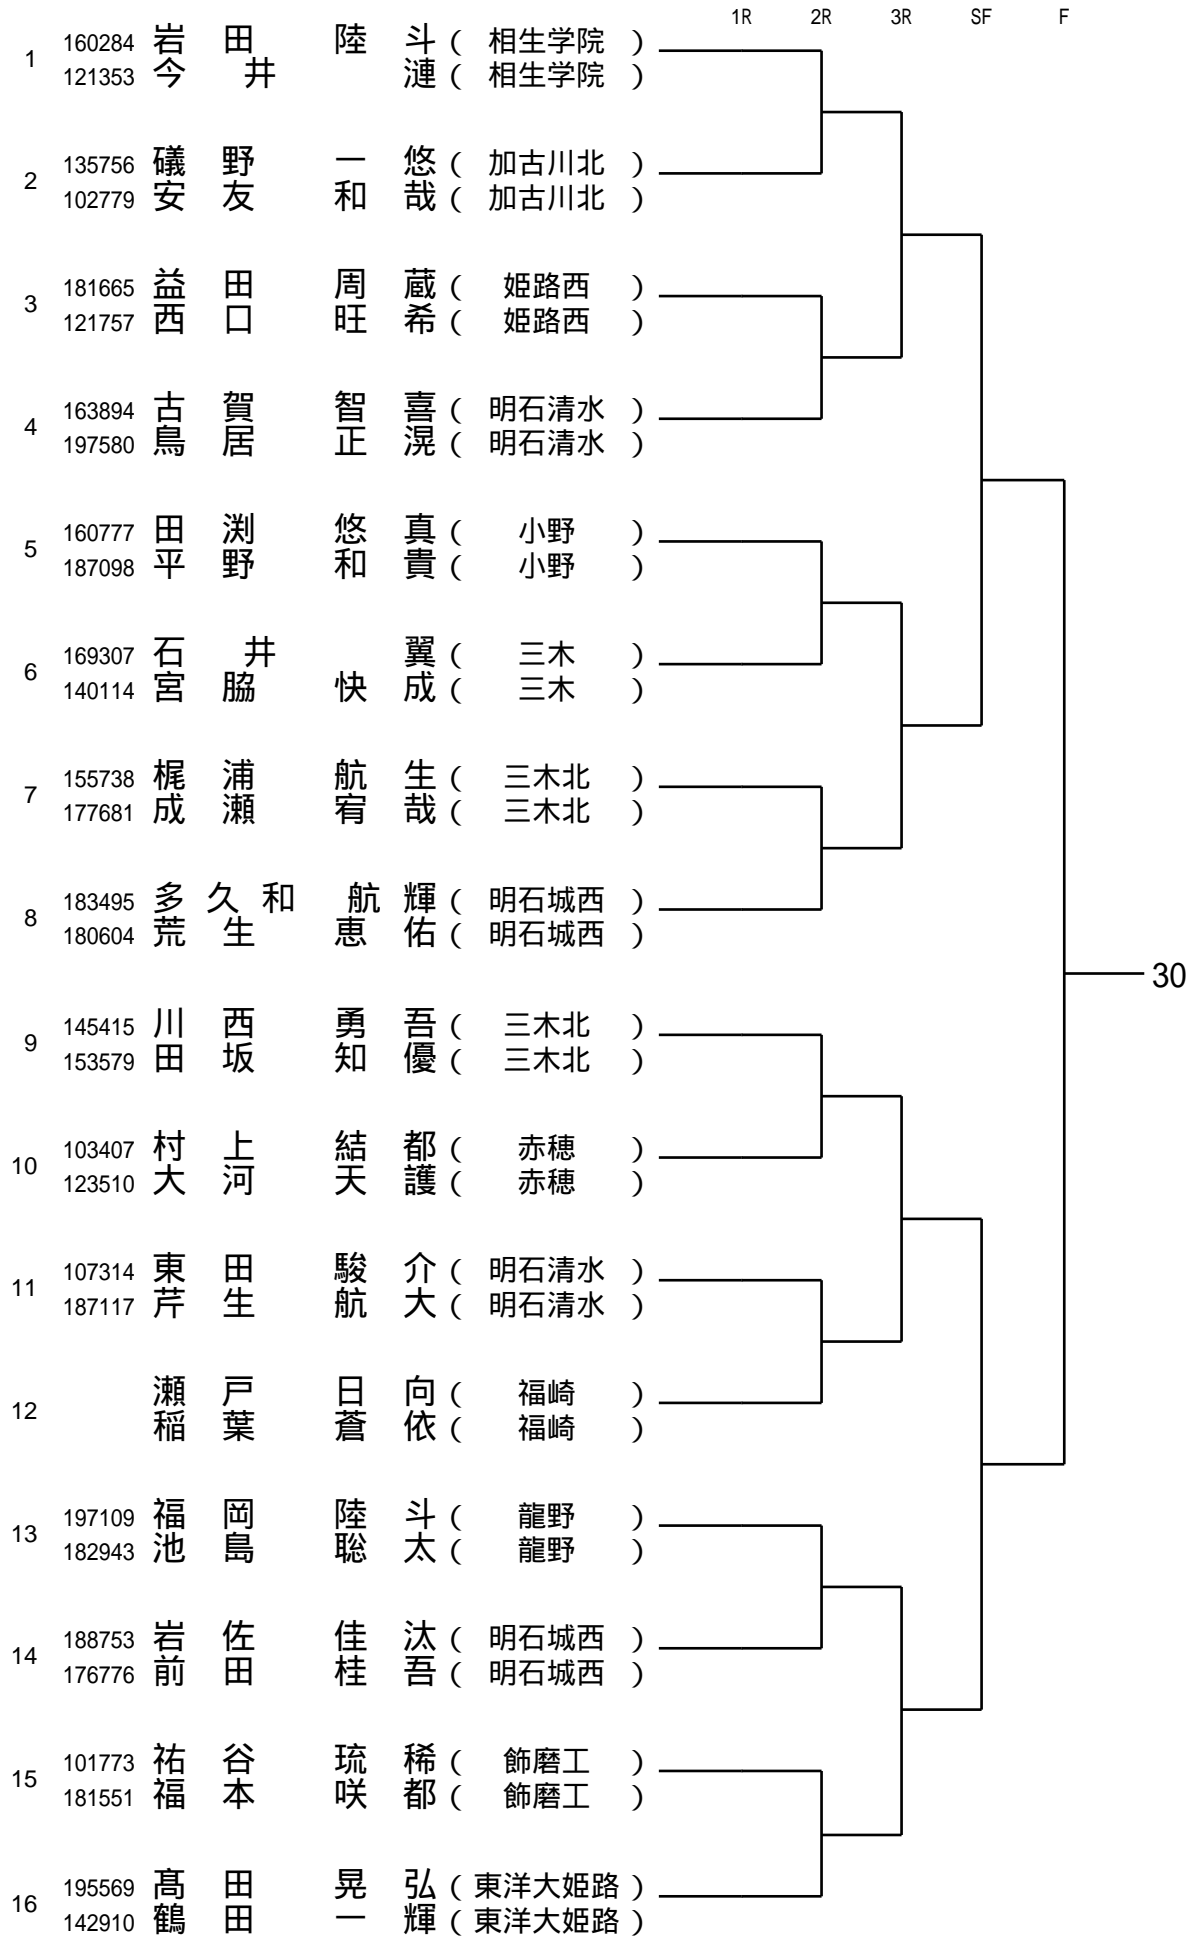 1R 2R 3R SF F
1 160284 岩田 陸斗 ( 相生学院 )
121353 今井 漣 ( 相生学院 )
2 135756 礒野 一悠 ( 加古川北 )
102779 安友 和哉 ( 加古川北 )
3 181665 益田 周蔵 ( 姫路西 )
121757 西口 旺希 ( 姫路西 )
4 163894 古賀 智喜 ( 明石清水 )
197580 鳥居 正滉 ( 明石清水 )
5 160777 田渕 悠真 ( 小野 )
187098 平野 和貴 ( 小野 )
6 169307 石井 翼 ( 三木 )
140114 宮脇 快成 ( 三木 )
7 155738 梶浦 航生 ( 三木北 )
177681 成瀬 宥哉 ( 三木北 )
8 183495 多久和 航輝 ( 明石城西 )
180604 荒生 恵佑 ( 明石城西 )
30
9 145415 川西 勇吾 ( 三木北 )
153579 田坂 知優 ( 三木北 )
10 103407 村上 結都 ( 赤穂 )
123510 大河 天護 ( 赤穂 )
11 107314 東田 駿介 ( 明石清水 )
187117 芹生 航大 ( 明石清水 )
12 瀬戸 日向 ( 福崎 )
稲葉 蒼依 ( 福崎 )
13 197109 福岡 陸斗 ( 龍野 )
182943 池島 聡太 ( 龍野 )
14 188753 岩佐 佳汰 ( 明石城西 )
176776 前田 桂吾 ( 明石城西 )
15 101773 祐谷 琉稀 ( 飾磨工 )
181551 福本 咲都 ( 飾磨工 )
16 195569 髙田 晃弘 ( 東洋大姫路 )
142910 鶴田 一輝 ( 東洋大姫路 )